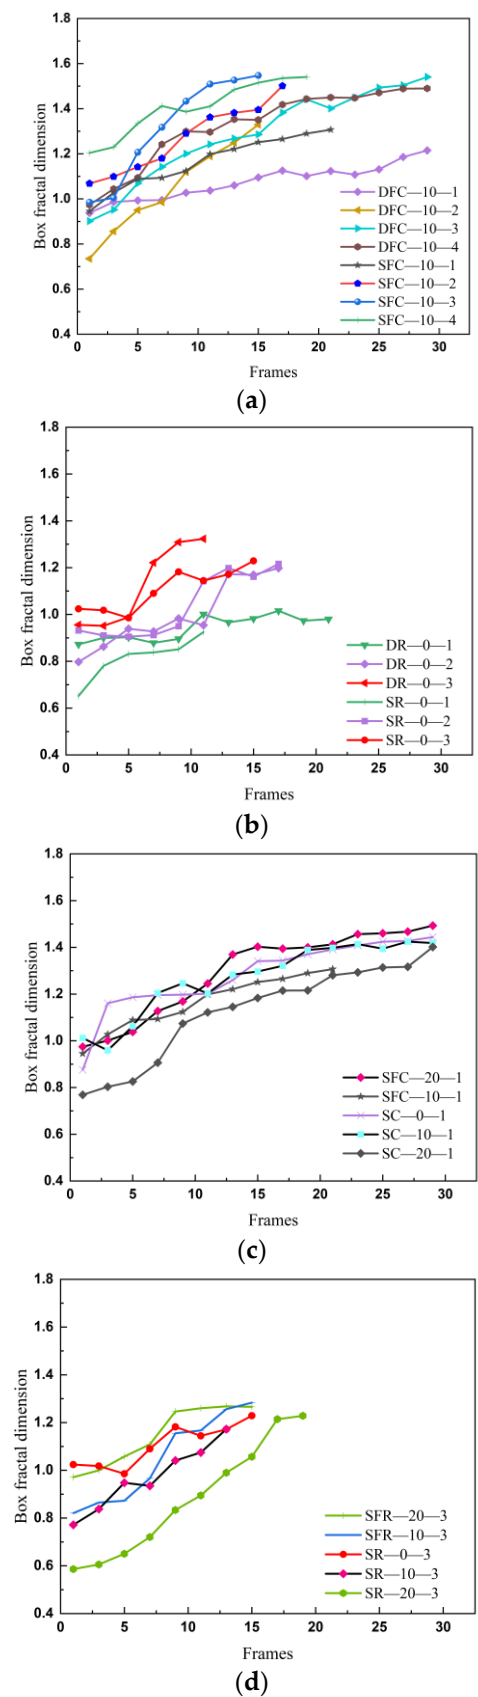 1.8
1.6
1.4
1.2
1.0
0.8
0.6
0.4
Box fractal dimension
DFC—10—1
DFC—10—2
DFC—10—3
DFC—10—4
SFC—10—1
SFC—10—2
SFC—10—3
SFC—10—4
0 5 10 15 20 25 30
Frames
(a)
1.8
1.6
1.4
1.2
1.0
0.8
0.6
0.4
Box fractal dimension
DR—0—1
DR—0—2
DR—0—3
SR—0—1
SR—0—2
SR—0—3
0 5 10 15 20 25 30
Frames
(b)
1.8
1.6
1.4
1.2
1.0
0.8
0.6
0.4
Box fractal dimension
SFC—20—1
SFC—10—1
SC—0—1
SC—10—1
SC—20—1
0 5 10 15 20 25 30
Frames
(c)
1.8
1.6
1.4
1.2
1.0
0.8
0.6
0.4
Box fractal dimension
SFR—20—3
SFR—10—3
SR—0—3
SR—10—3
SR—20—3
0 5 10 15 20 25 30
Frames
(d)